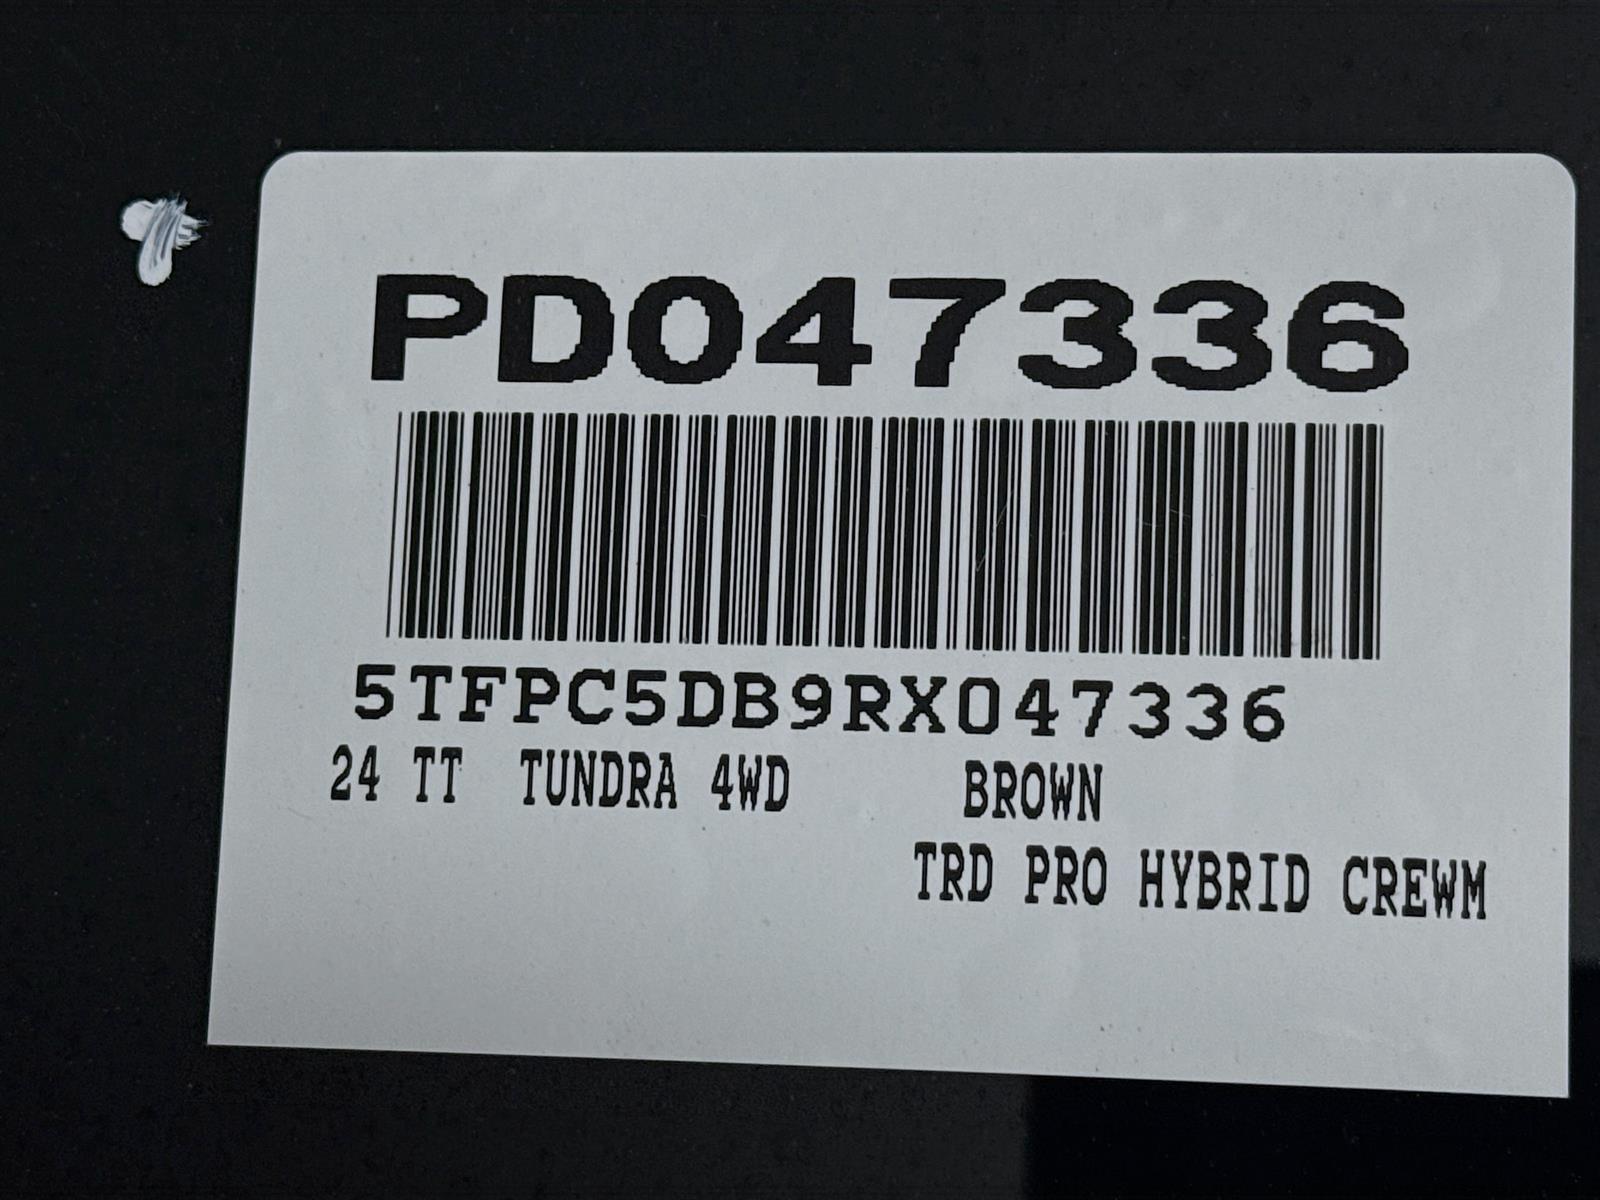 PD047336
5TFPC5DB9RX047336
24 TT TUNDRA 4WD BROWN
TRD PRO HYBRID CREWM